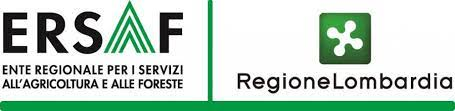 ERSAF
ENTE REGIONALE PER I SERVIZI
ALL'AGRICOLTURA E ALLE FORESTE
RegioneLombardia